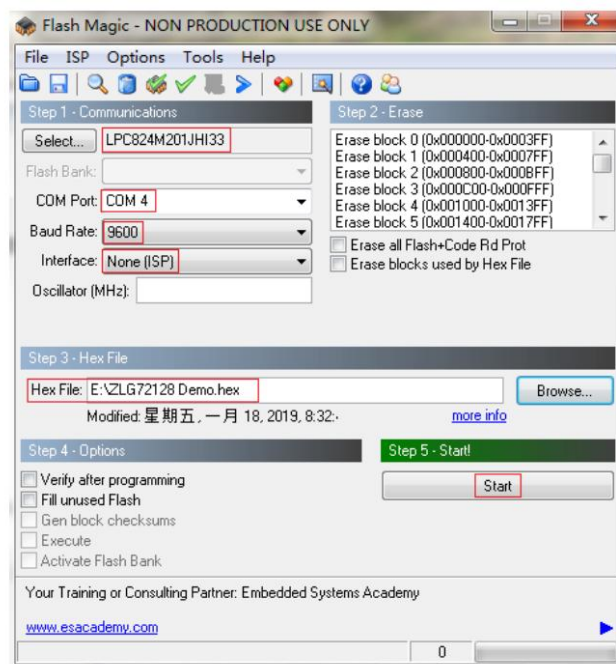 Flash Magic - NON PRODUCTION USE ONLY
File ISP Options Tools Help
Step 1 - Communications
Select... LPC824M201JHI33
Flash Bank:
COM Port: COM 4
Baud Rate: 9600
Interface: None (ISP)
Oscillator (MHz):
Step 2 - Erase
Erase block 0 (0x000000-0x0003FF)
Erase block 1 (0x000400-0x0007FF)
Erase block 2 (0x000800-0x000BFF)
Erase block 3 (0x000C00-0x000FFF)
Erase block 4 (0x001000-0x0013FF)
Erase block 5 (0x001400-0x0017FF)
Erase all Flash+Code Rd Prot
Erase blocks used by Hex File
Step 3 - Hex File
Hex File: E:\ZLG72128 Demo.hex Browse...
Modified: 星期五, 一月 18, 2019, 8:32:· more info
Step 4 - Options
Verify after programming
Fill unused Flash
Gen block checksums
Execute
Activate Flash Bank
Step 5 - Start!
Start
Your Training or Consulting Partner: Embedded Systems Academy
www.esacademy.com
0